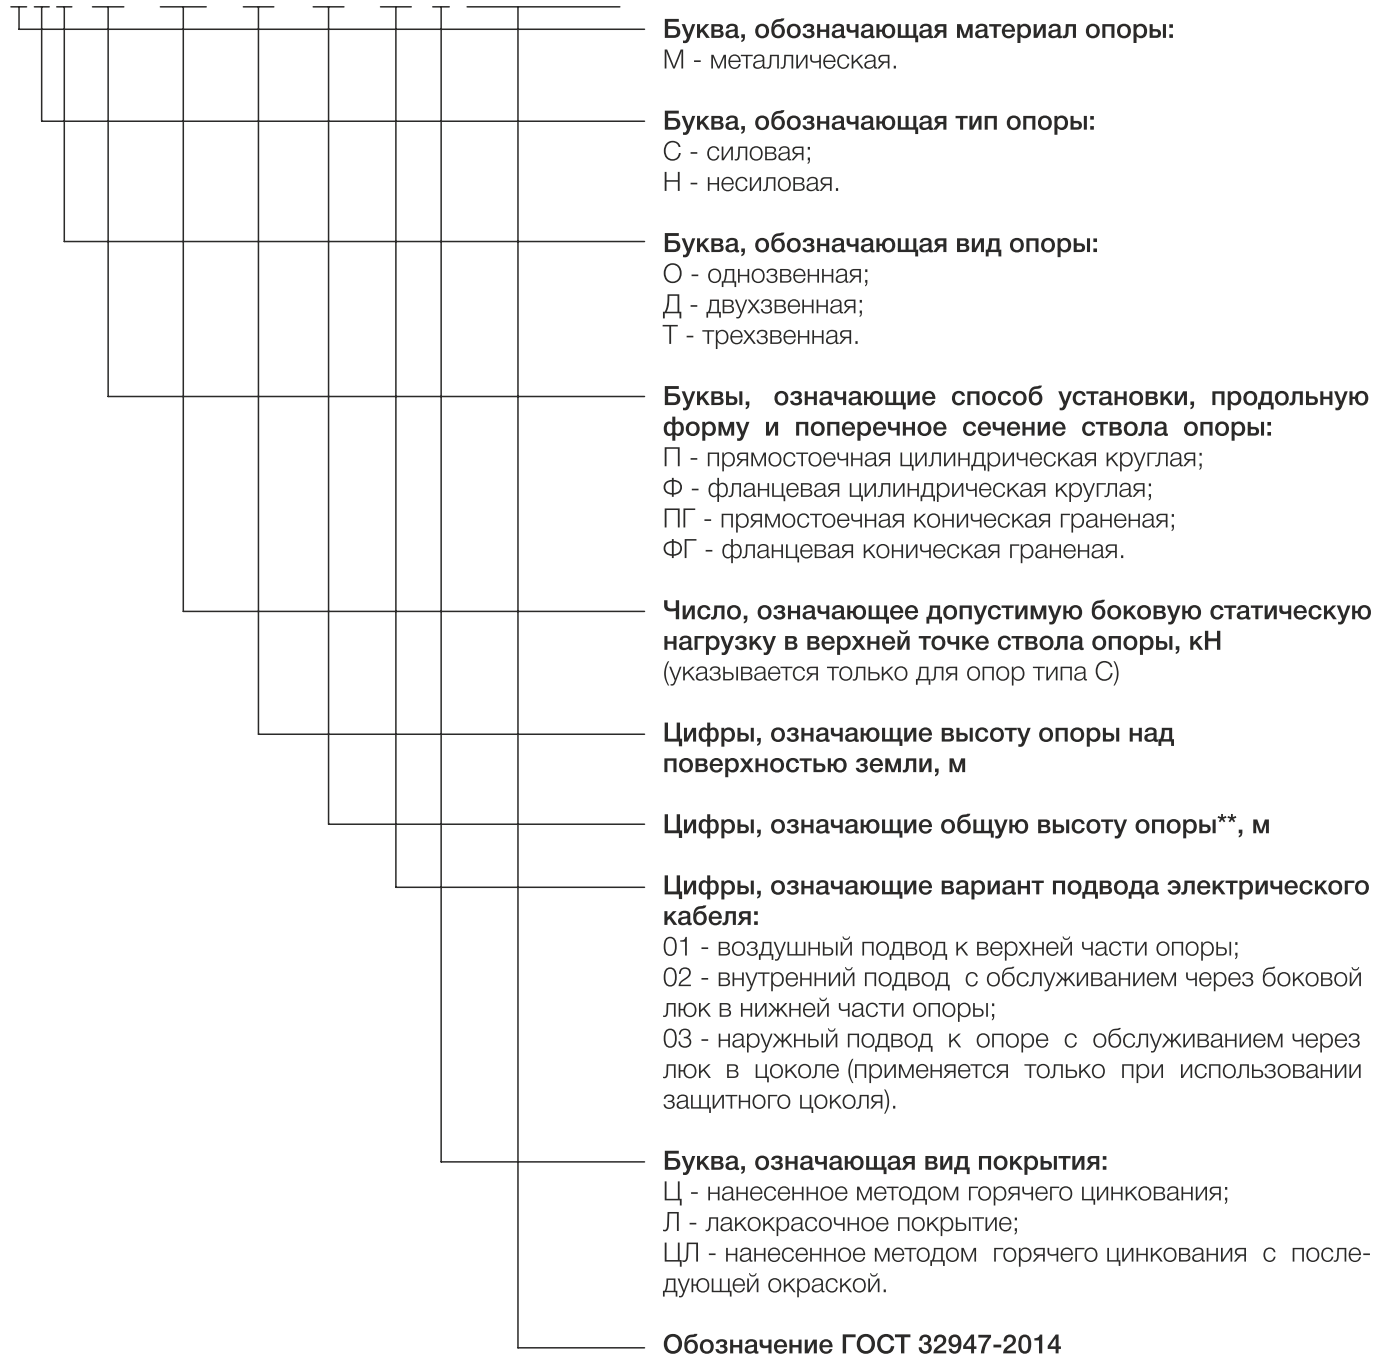 Буква, обозначающая материал опоры:
М - металлическая.
Буква, обозначающая тип опоры:
С - силовая;
Н - несиловая.
Буква, обозначающая вид опоры:
О - однозвенная;
Д - двухзвенная;
Т - трехзвенная.
Буквы, означающие способ установки, продольную
форму и поперечное сечение ствола опоры:
П - прямостоечная цилиндрическая круглая;
Ф - фланцевая цилиндрическая круглая;
ПГ - прямостоечная коническая граненая;
ФГ - фланцевая коническая граненая.
Число, означающее допустимую боковую статическую
нагрузку в верхней точке ствола опоры, кН
(указывается только для опор типа С)
Цифры, означающие высоту опоры над
поверхностью земли, м
Цифры, означающие общую высоту опоры**, м
Цифры, означающие вариант подвода электрического
кабеля:
01 - воздушный подвод к верхней части опоры;
02 - внутренний подвод с обслуживанием через боковой
люк в нижней части опоры;
03 - наружный подвод к опоре с обслуживанием через
люк в цоколе (применяется только при использовании
защитного цоколя).
Буква, означающая вид покрытия:
Ц - нанесенное методом горячего цинкования;
Л - лакокрасочное покрытие;
ЦЛ - нанесенное методом горячего цинкования с после-
дующей окраской.
Обозначение ГОСТ 32947-2014